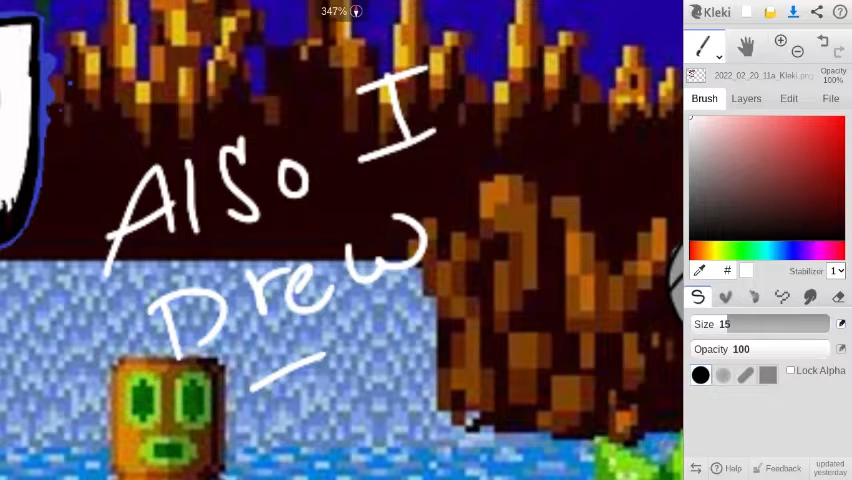 347%
Kleki
2022_02_20_11a_Kleki.png
Opacity
100%
Brush Layers Edit File
Also I
Drew
#
Stabilizer 1
Size 15
Opacity 100
Lock Alpha
Help
Feedback
updated
yesterday